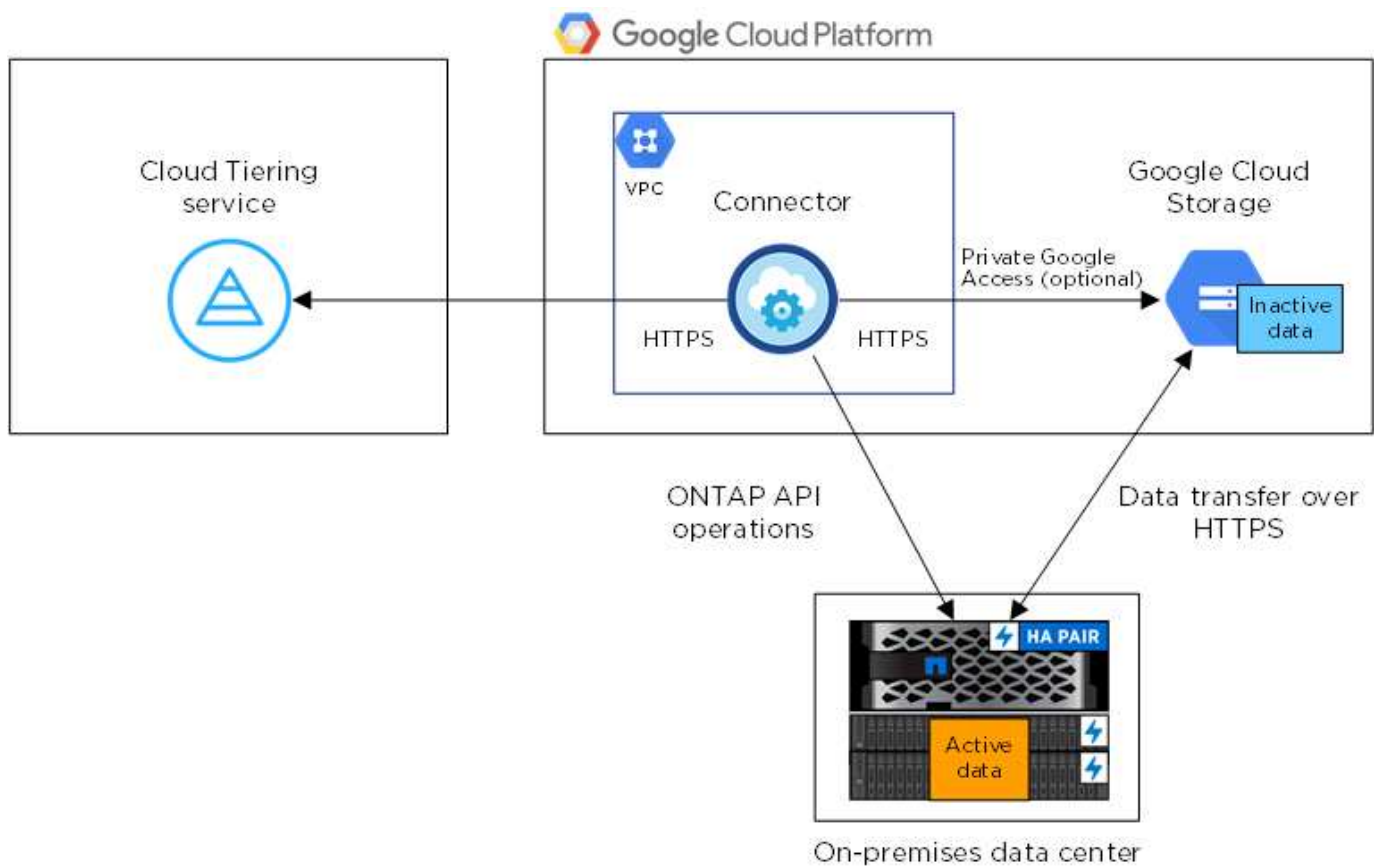 Google Cloud Platform
Cloud Tiering
service
VPC
Connector
Google Cloud
Storage
Private Google
Access (optional)
HTTPS
HTTPS
Inactive
data
ONTAP API
operations
Data transfer over
HTTPS
HA PAIR
Active
data
On-premises data center